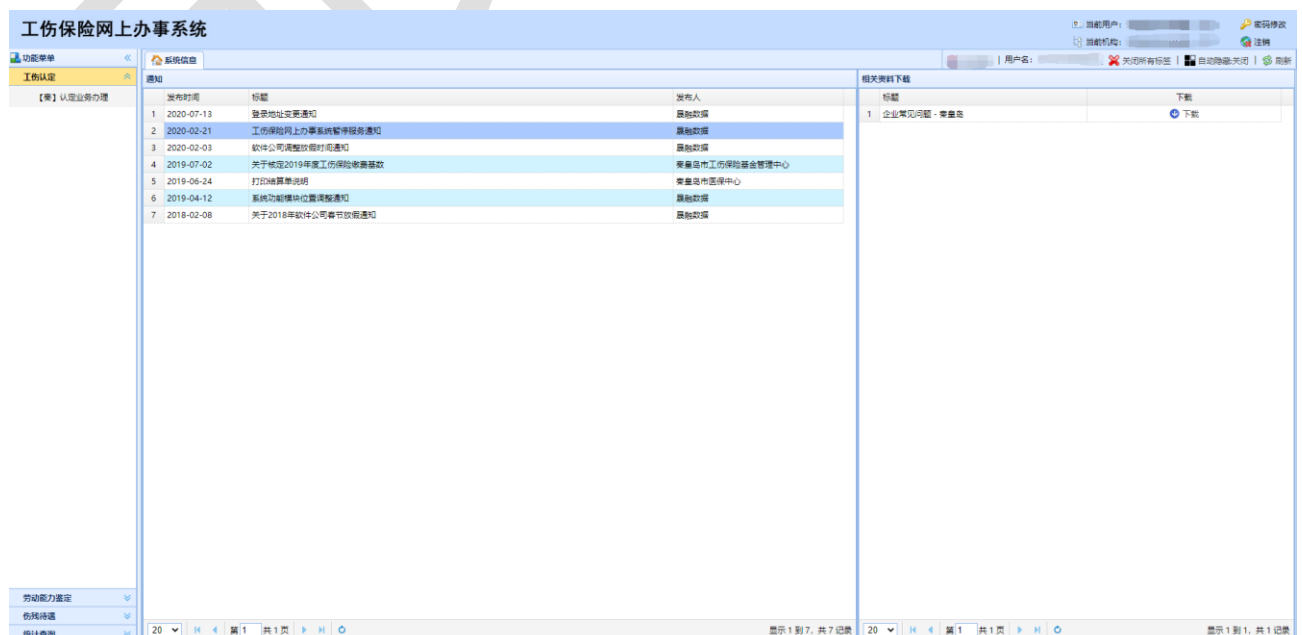 工伤保险网上办事系统
当前用户： 密码修改
当前机构： 注销
功能菜单 系统信息 | 用户名： 关闭所有标签 | 自动隐藏:关闭 | 刷新
工伤认定 通知 相关资料下载
【秦】认定业务办理 发布时间 标题 发布人 标题 下载
1 2020-07-13 登录地址变更通知 晟融数据 1 企业常见问题 - 秦皇岛 下载
2 2020-02-21 工伤保险网上办事系统暂停服务通知 晟融数据
3 2020-02-03 软件公司调整放假时间通知 晟融数据
4 2019-07-02 关于核定2019年度工伤保险缴费基数 秦皇岛市工伤保险基金管理中心
5 2019-06-24 打印结算单说明 秦皇岛市医保中心
6 2019-04-12 系统功能模块位置调整通知 晟融数据
7 2018-02-08 关于2018年软件公司春节放假通知 晟融数据
劳动能力鉴定
伤残待遇
统计查询 20 第 1 共 1 页 显示 1 到 7, 共 7 记录 20 第 1 共 1 页 显示 1 到 1, 共 1 记录